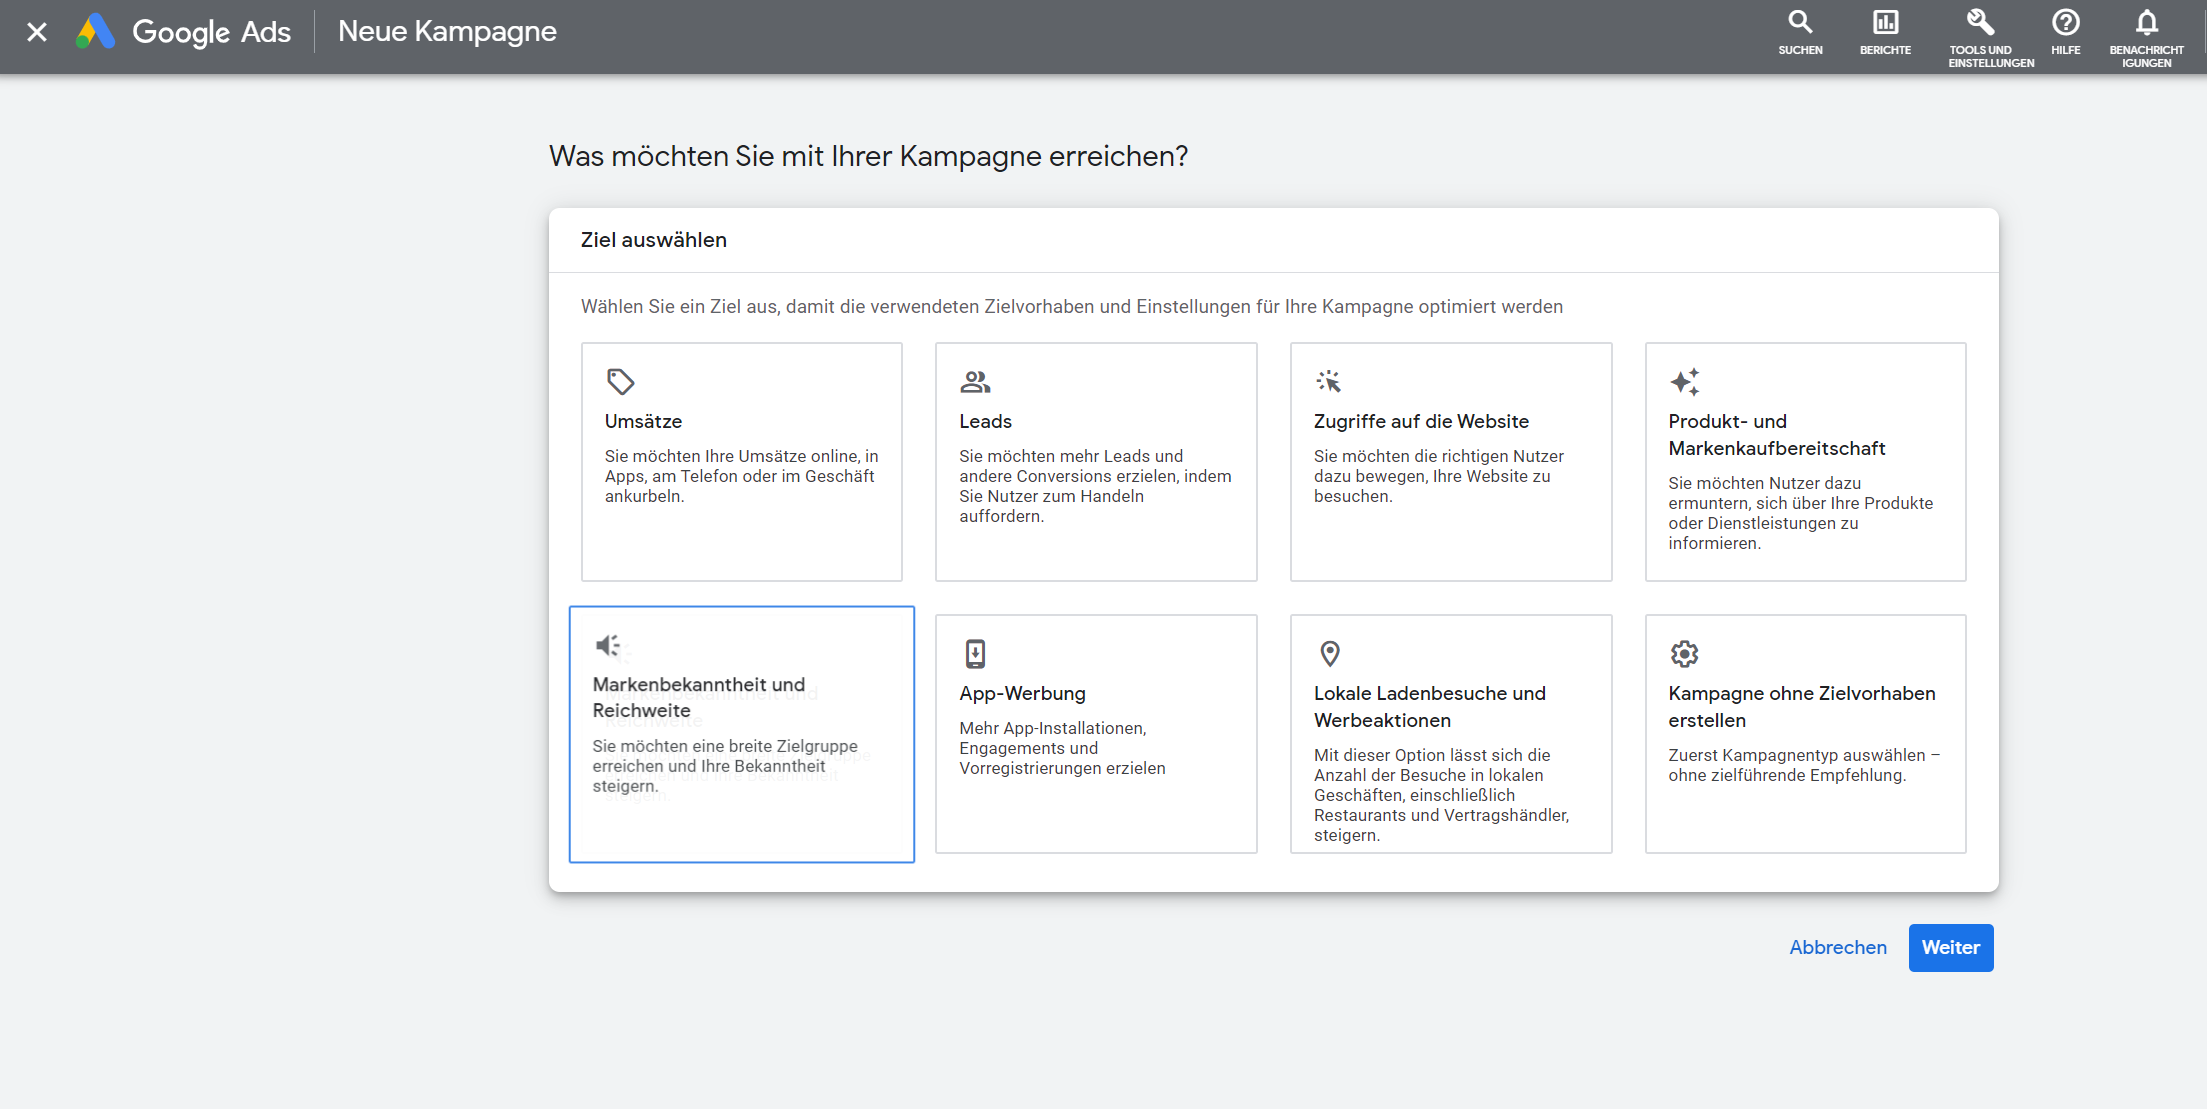 Google Ads
Neue Kampagne
SUCHEN
BERICHTE
TOOLS UND
EINSTELLUNGEN
HILFE
BENACHRICHT
IGUNGEN
Was möchten Sie mit Ihrer Kampagne erreichen?
Ziel auswählen
Wählen Sie ein Ziel aus, damit die verwendeten Zielvorhaben und Einstellungen für Ihre Kampagne optimiert werden
Umsätze
Sie möchten Ihre Umsätze online, in
Apps, am Telefon oder im Geschäft
ankurbeln.
Leads
Sie möchten mehr Leads und
andere Conversions erzielen, indem
Sie Nutzer zum Handeln
auffordern.
Zugriffe auf die Website
Sie möchten die richtigen Nutzer
dazu bewegen, Ihre Website zu
besuchen.
Produkt- und
Markenkaufbereitschaft
Sie möchten Nutzer dazu
ermuntern, sich über Ihre Produkte
oder Dienstleistungen zu
informieren.
Markenbekanntheit und
Reichweite
Sie möchten eine breite Zielgruppe
erreichen und Ihre Bekanntheit
steigern.
App-Werbung
Mehr App-Installationen,
Engagements und
Vorregistrierungen erzielen
Lokale Ladenbesuche und
Werbeaktionen
Mit dieser Option lässt sich die
Anzahl der Besuche in lokalen
Geschäften, einschließlich
Restaurants und Vertragshändler,
steigern.
Kampagne ohne Zielvorhaben
erstellen
Zuerst Kampagnentyp auswählen –
ohne zielführende Empfehlung.
Abbrechen
Weiter